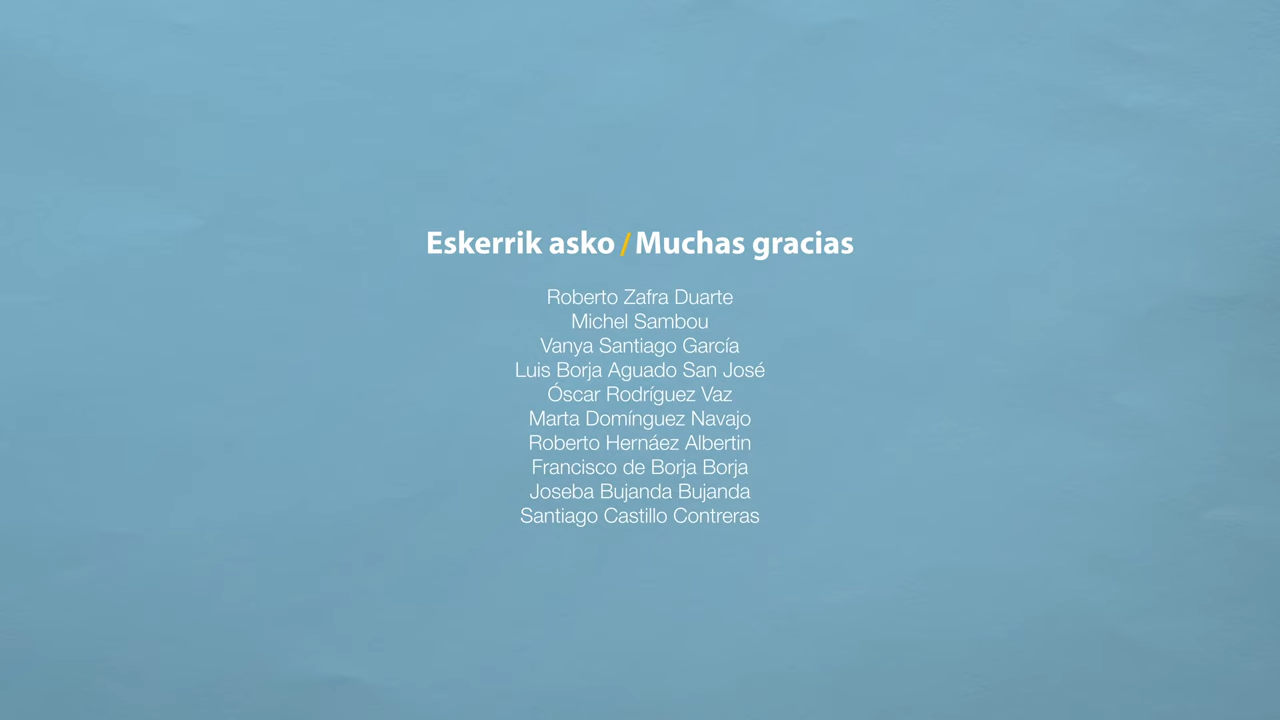 Eskerrik asko / Muchas gracias
Roberto Zafra Duarte
Michel Sambou
Vanya Santiago García
Luis Borja Aguado San José
Óscar Rodríguez Vaz
Marta Domínguez Navajo
Roberto Hernáez Albertin
Francisco de Borja Borja
Joseba Bujanda Bujanda
Santiago Castillo Contreras